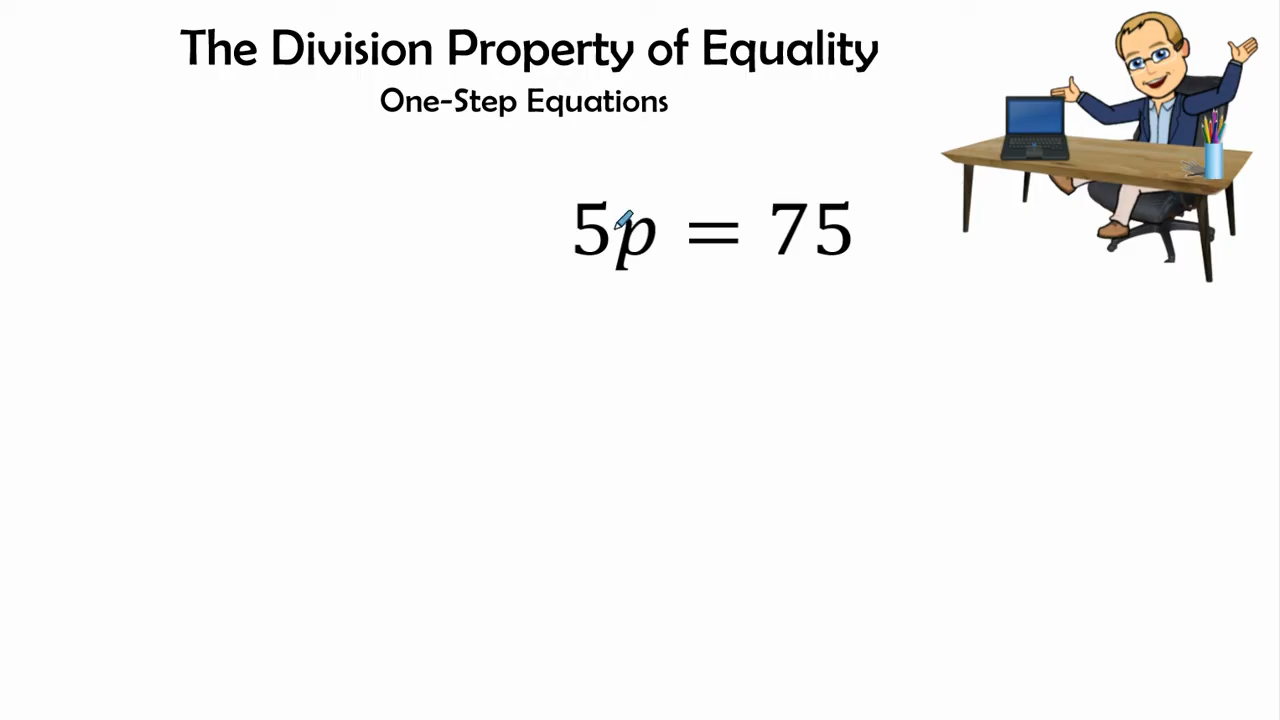 The Division Property of Equality
One-Step Equations
5p = 75